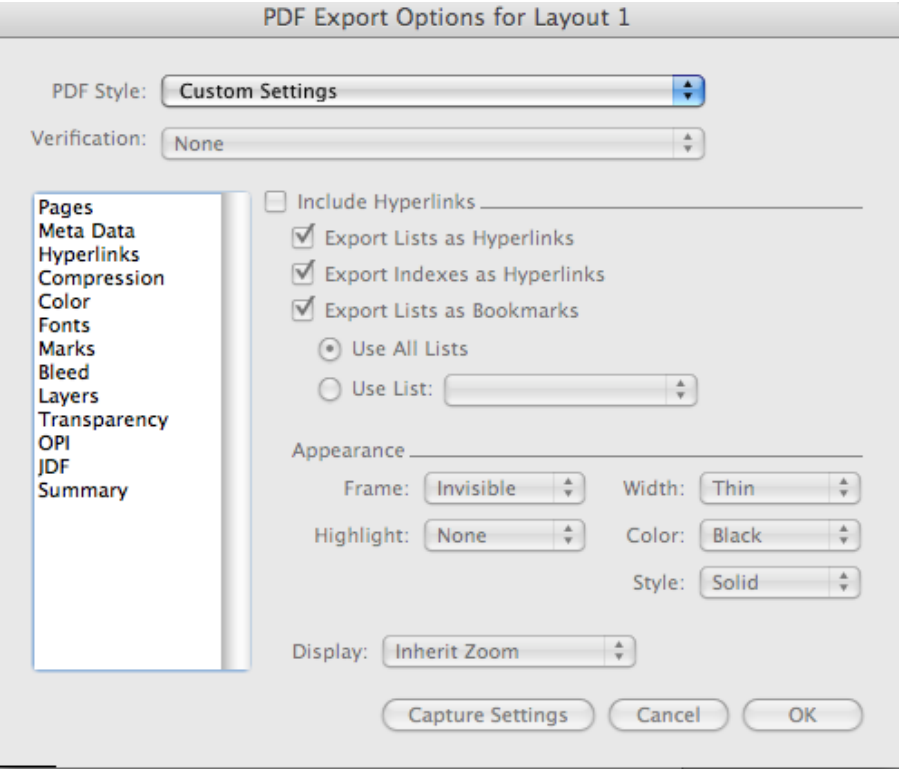 PDF Export Options for Layout 1
PDF Style: Custom Settings
Verification: None
Pages
Meta Data
Hyperlinks
Compression
Color
Fonts
Marks
Bleed
Layers
Transparency
OPI
JDF
Summary
Include Hyperlinks
Export Lists as Hyperlinks
Export Indexes as Hyperlinks
Export Lists as Bookmarks
Use All Lists
Use List:
Appearance
Frame: Invisible Width: Thin
Highlight: None Color: Black
Style: Solid
Display: Inherit Zoom
Capture Settings Cancel OK